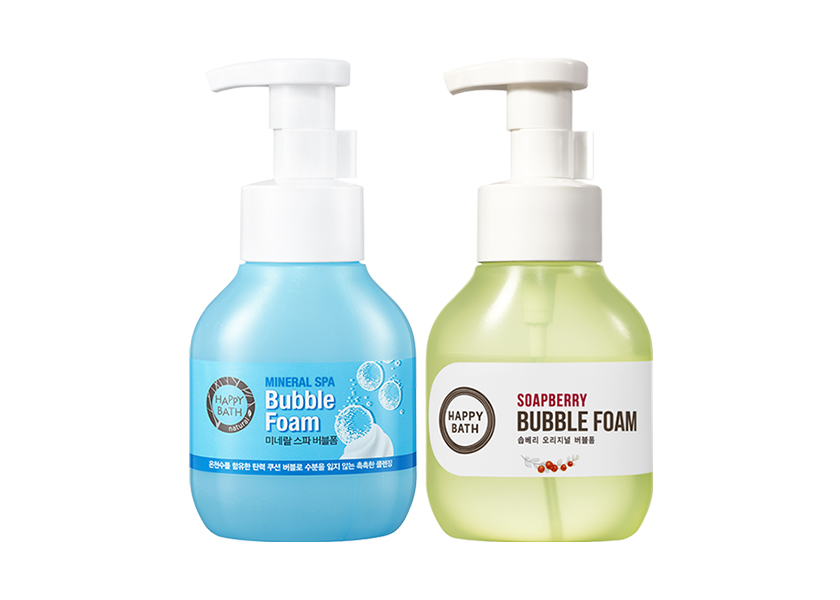 HAPPY
BATH
natural
MINERAL SPA
Bubble
Foam
미네랄 스파 버블폼
온천수를 함유한 탄력 쿠션 버블로 수분을 잃지 않는 촉촉한 클렌징
HAPPY
BATH
SOAPBERRY
BUBBLE FOAM
솝베리 오리지널 버블폼